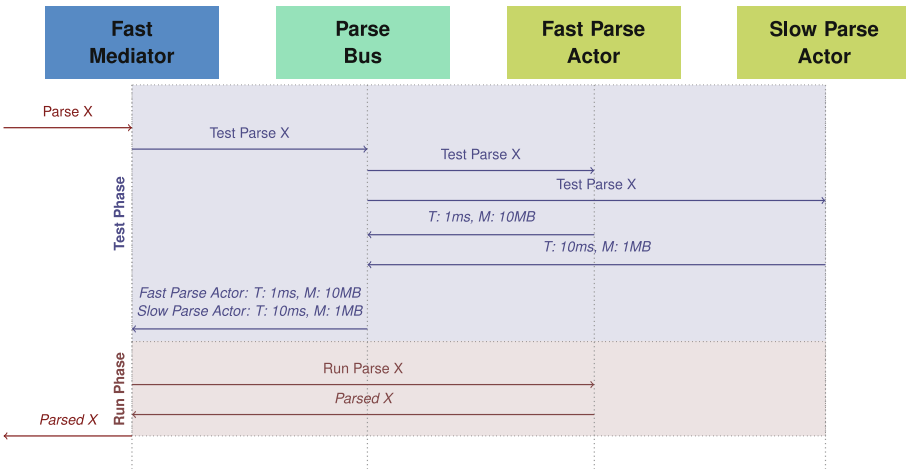 Fast
Mediator
Parse
Bus
Fast Parse
Actor
Slow Parse
Actor
Parse X
Test Parse X
Test Parse X
Test Parse X
Test Phase
T: 1ms, M: 10MB
T: 10ms, M: 1MB
Fast Parse Actor: T: 1ms, M: 10MB
Slow Parse Actor: T: 10ms, M: 1MB
Run Phase
Run Parse X
Parsed X
Parsed X